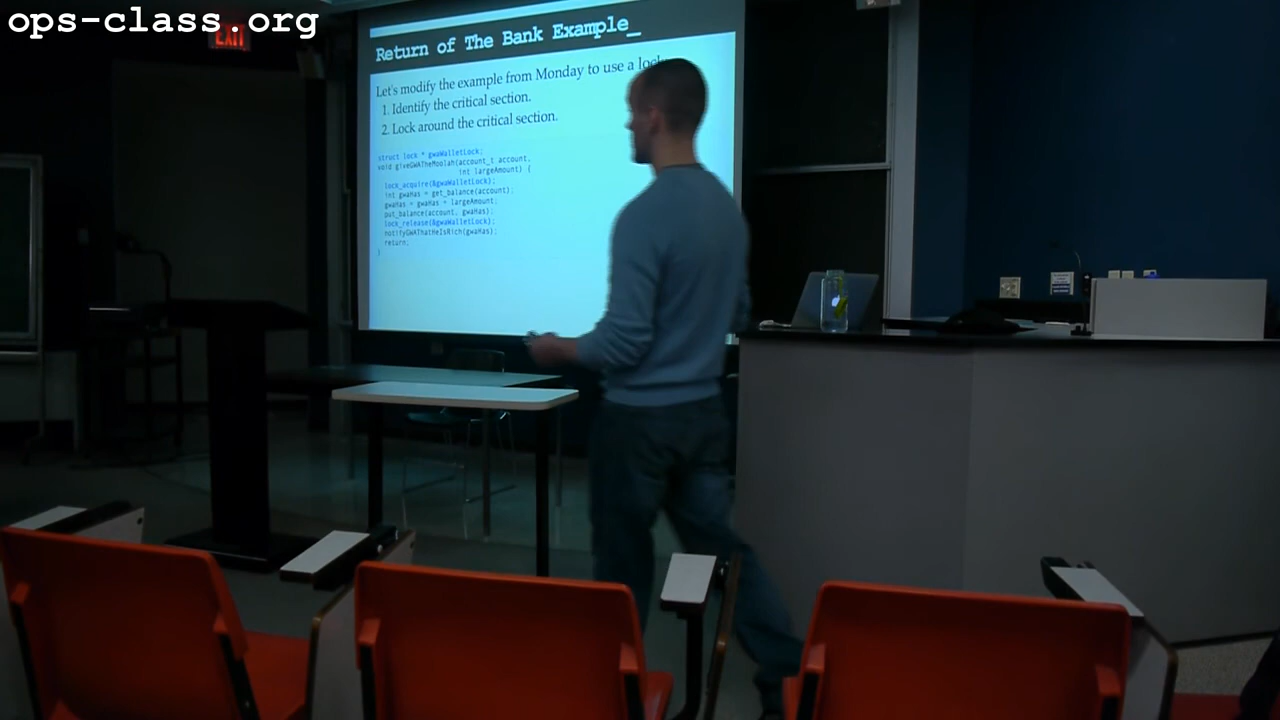 ops-class.org
EXIT
Return of The Bank Example_
Let's modify the example from Monday to use a lock
1. Identify the critical section.
2. Lock around the critical section.
struct lock * gwaWalletLock;
void giveGWATheMoolah(account_t account,
int largeAmount) {
lock_acquire(&gwaWalletLock);
int gwaHas = get_balance(account);
gwaHas = gwaHas + largeAmount;
put_balance(account, gwaHas);
lock_release(&gwaWalletLock);
notifyGWAThatHeIsRich(gwaHas);
return;
}